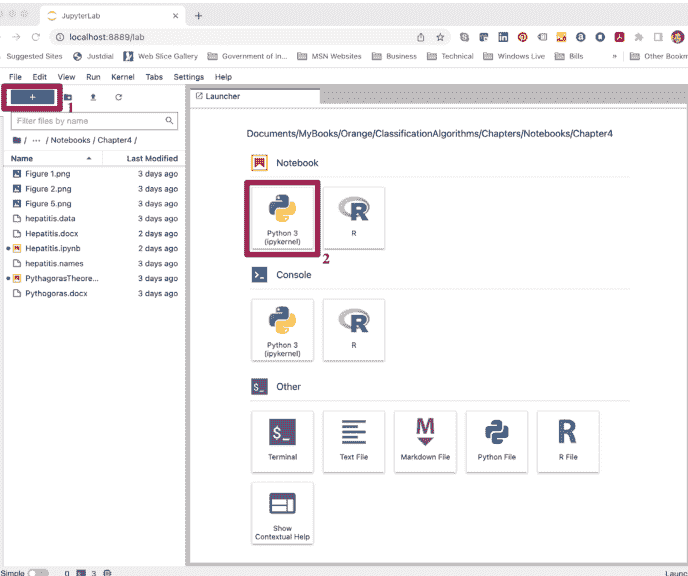 JupyterLab
localhost:8889/lab
Suggested Sites Justdial Web Slice Gallery Government of In... MSN Websites Business Technical Windows Live Bills » Other Bookm
File Edit View Run Kernel Tabs Settings Help
+
1
Launcher
Filter files by name
/ ... / Notebooks / Chapter4 /
Name Last Modified
Figure 1.png 3 days ago
Figure 2.png 3 days ago
Figure 5.png 3 days ago
hepatitis.data 3 days ago
Hepatitis.docx 2 days ago
Hepatitis.ipynb 2 days ago
hepatitis.names 3 days ago
PythagorasTheore... 3 days ago
Pythogoras.docx 3 days ago
Documents/MyBooks/Orange/ClassificationAlgorithms/Chapters/Notebooks/Chapter4
Notebook
Python 3
(ipykernel)
R
2
Console
Python 3
(ipykernel)
R
$_ Other
Terminal
Text File
Markdown File
Python File
R File
Show
Contextual Help
Simple 0 3 Launc